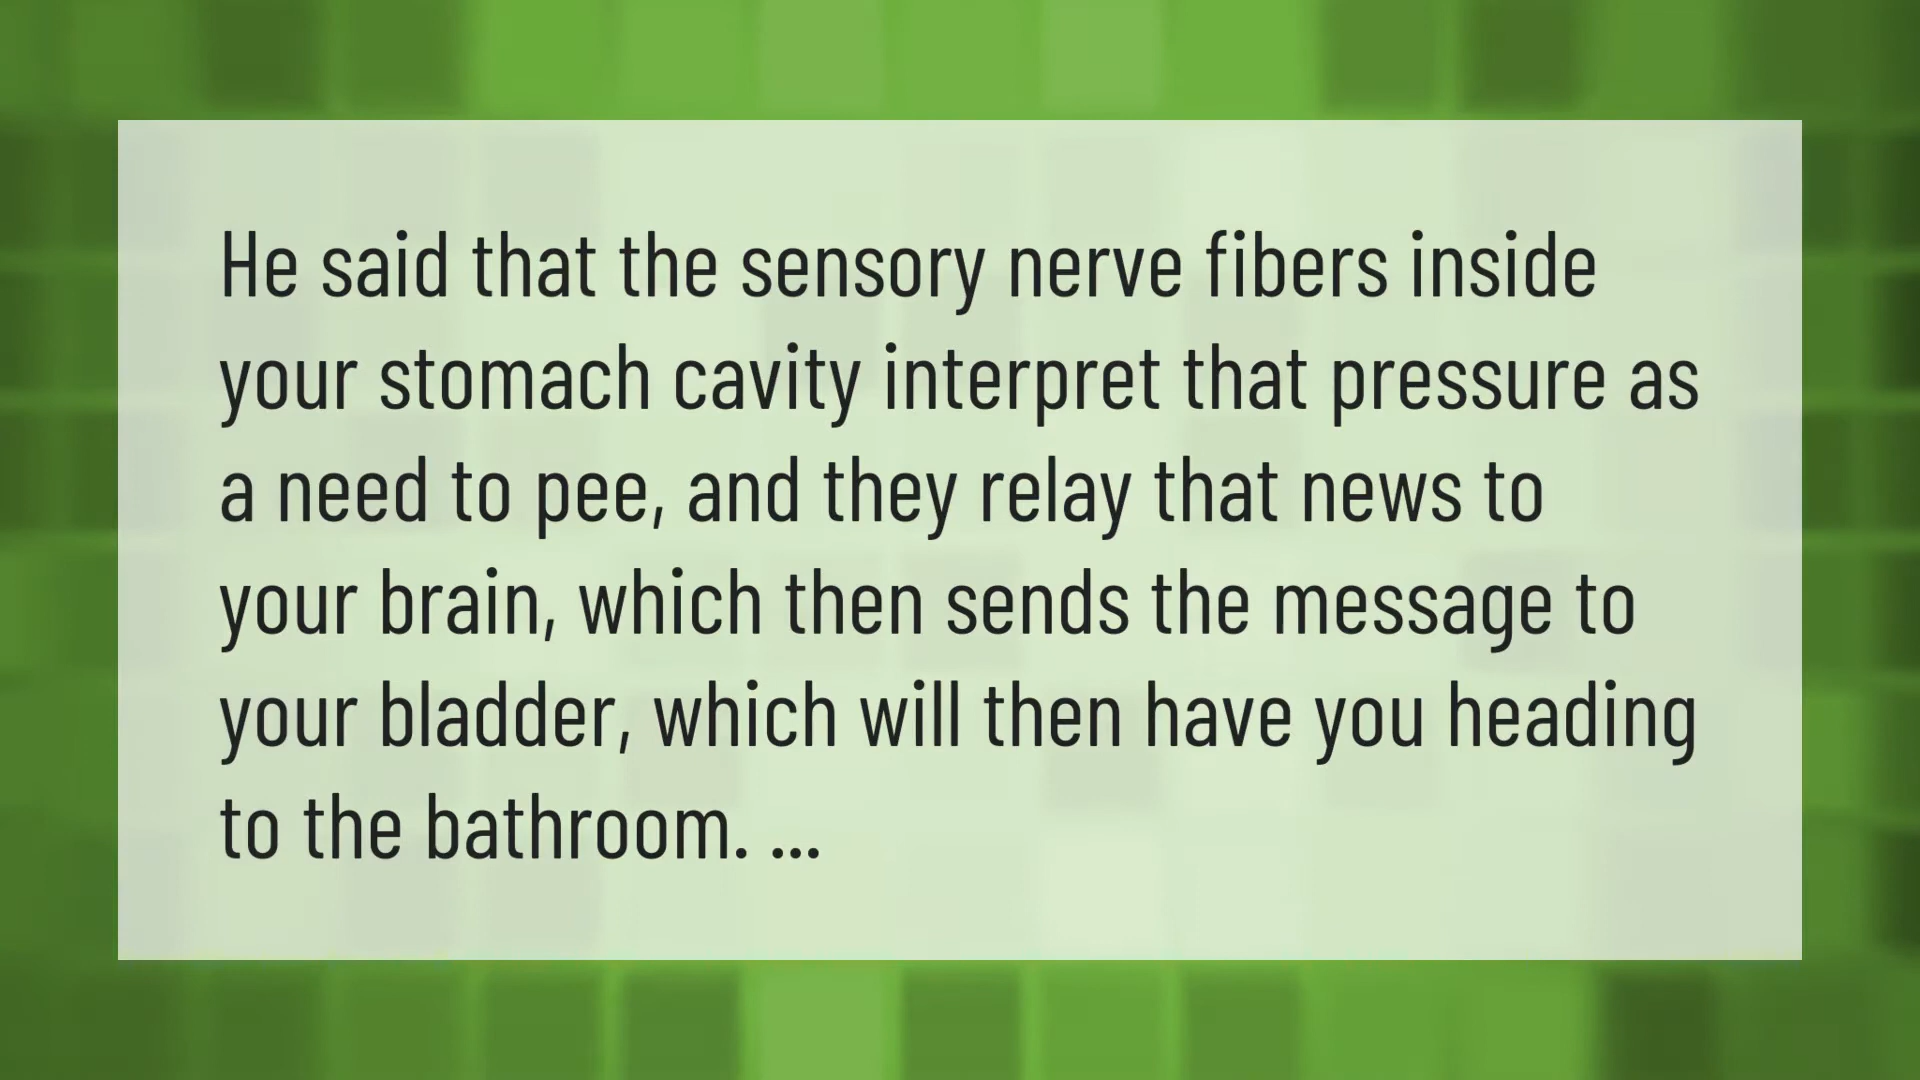 He said that the sensory nerve fibers inside
your stomach cavity interpret that pressure as
a need to pee, and they relay that news to
your brain, which then sends the message to
your bladder, which will then have you heading
to the bathroom. ...